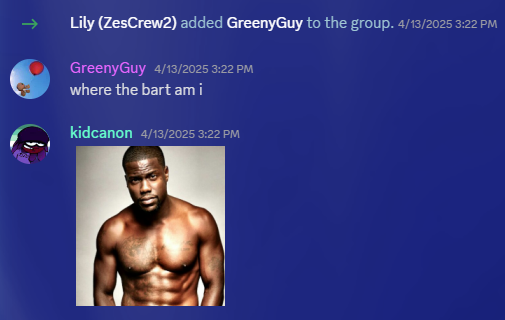 Lily (ZesCrew2) added GreenyGuy to the group. 4/13/2025 3:22 PM
GreenyGuy 4/13/2025 3:22 PM
where the bart am i
kidcanon 4/13/2025 3:22 PM